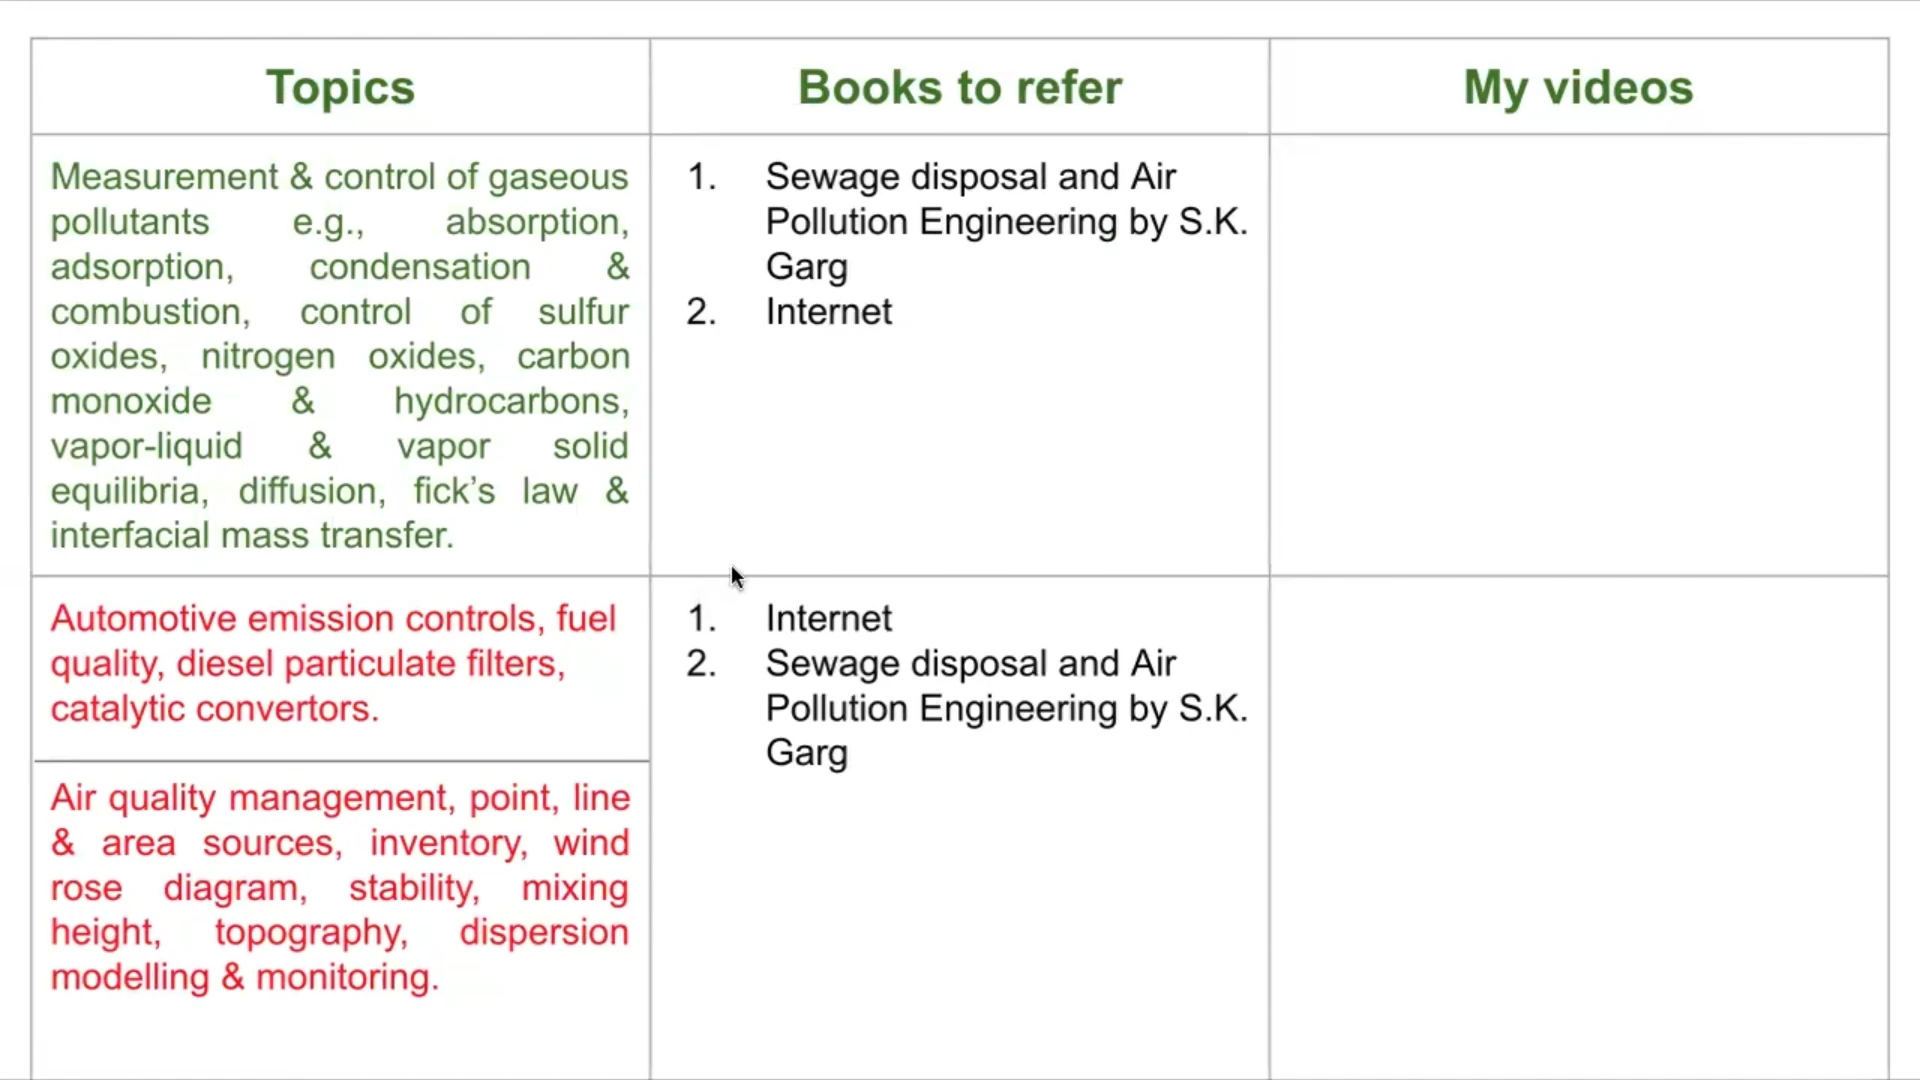 Topics
Books to refer
My videos
Measurement & control of gaseous
pollutants e.g., absorption,
adsorption, condensation &
combustion, control of sulfur
oxides, nitrogen oxides, carbon
monoxide & hydrocarbons,
vapor-liquid & vapor solid
equilibria, diffusion, fick’s law &
interfacial mass transfer.
1. Sewage disposal and Air
Pollution Engineering by S.K.
Garg
2. Internet
Automotive emission controls, fuel
quality, diesel particulate filters,
catalytic convertors.
Air quality management, point, line
& area sources, inventory, wind
rose diagram, stability, mixing
height, topography, dispersion
modelling & monitoring.
1. Internet
2. Sewage disposal and Air
Pollution Engineering by S.K.
Garg